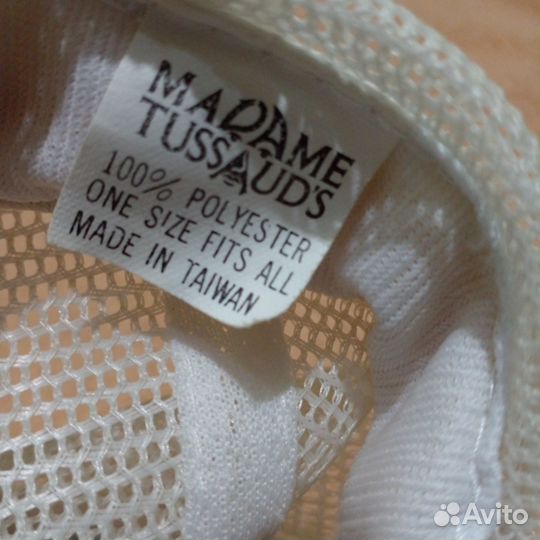 MADAME
TUSSAUD'S
100% POLYESTER
ONE SIZE FITS ALL
MADE IN TAIWAN
Avito